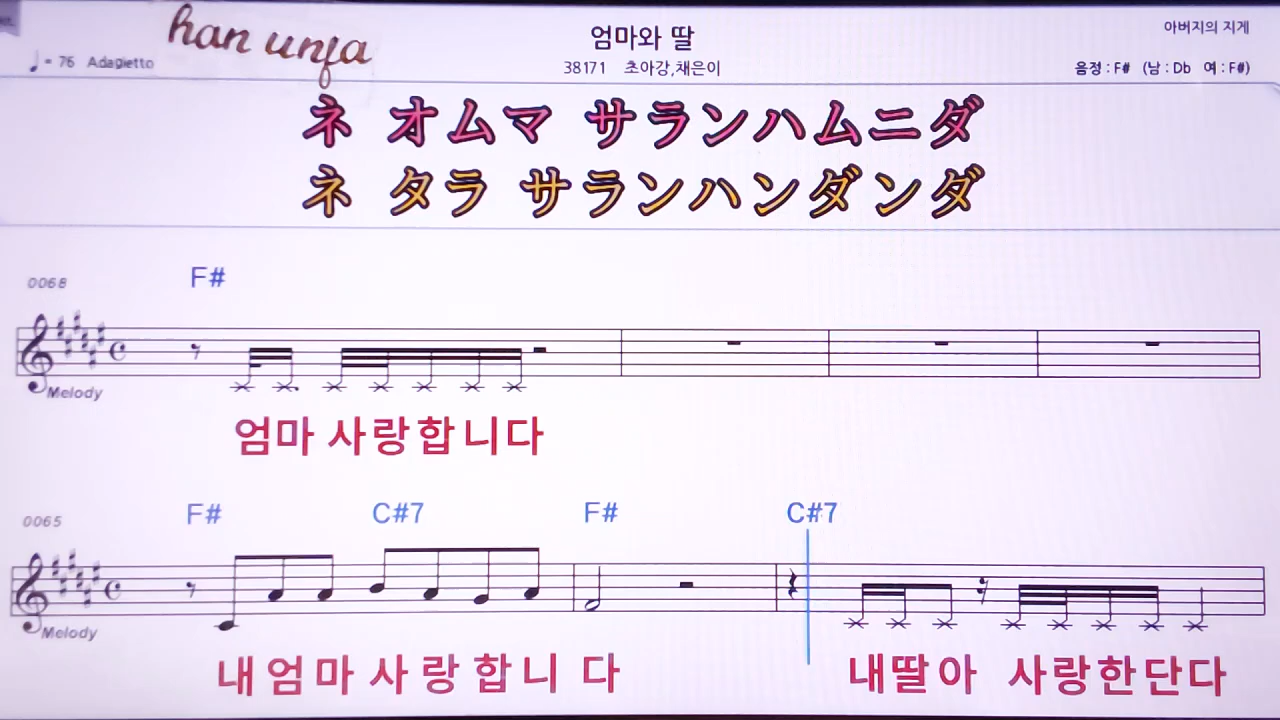 han unja
엄마와 딸
아버지의 지게
♩= 76 Adagietto
38171 초아강,채은이
음정 : F# (남 : Db 여 : F#)
ネ オムマ サランハムニダ
ネ タラ サランハンダンダ
0068 F#
Melody
엄마 사랑합니다
0065 F# C#7 F# C#7
Melody
내엄마사랑합니다 내딸아 사랑한단다